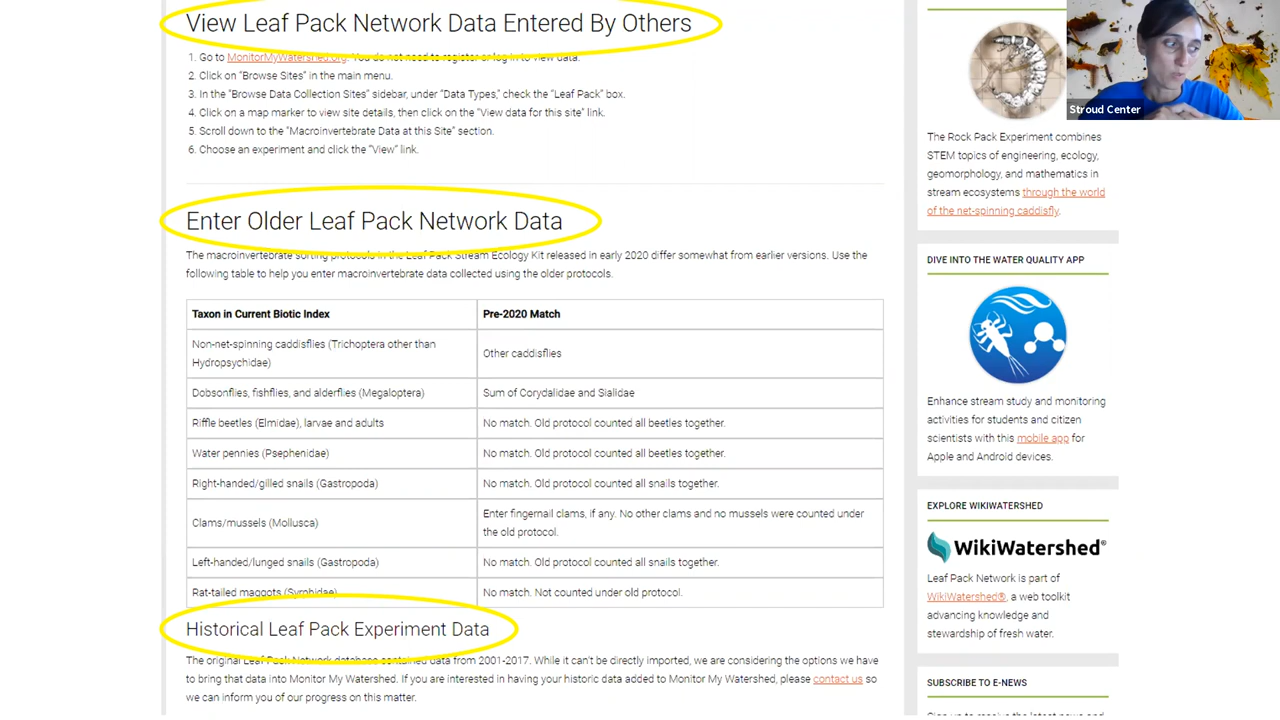 View Leaf Pack Network Data Entered By Others
1. Go to MonitorMyWatershed.org. You do not need to register or log in to view data.
2. Click on "Browse Sites" in the main menu.
3. In the "Browse Data Collection Sites" sidebar, under "Data Types," check the "Leaf Pack" box.
4. Click on a map marker to view site details, then click on the "View data for this site" link.
5. Scroll down to the "Macroinvertebrate Data at this Site" section.
6. Choose an experiment and click the "View" link.
Enter Older Leaf Pack Network Data
The macroinvertebrate sorting protocols in the Leaf Pack Stream Ecology Kit released in early 2020 differ somewhat from earlier versions. Use the
following table to help you enter macroinvertebrate data collected using the older protocols.
Taxon in Current Biotic Index Pre-2020 Match
Non-net-spinning caddisflies (Trichoptera other than
Hydropsychidae)
Other caddisflies
Dobsonflies, fishflies, and alderflies (Megaloptera) Sum of Corydalidae and Sialidae
Riffle beetles (Elmidae), larvae and adults No match. Old protocol counted all beetles together.
Water pennies (Psephenidae) No match. Old protocol counted all beetles together.
Right-handed/gilled snails (Gastropoda) No match. Old protocol counted all snails together.
Clams/mussels (Mollusca)
Enter fingernail clams, if any. No other clams and no mussels were counted under
the old protocol.
Left-handed/lunged snails (Gastropoda) No match. Old protocol counted all snails together.
Rat-tailed maggots (Syrphidae) No match. Not counted under old protocol.
Historical Leaf Pack Experiment Data
The original Leaf Pack Network database contained data from 2001-2017. While it can't be directly imported, we are considering the options we have
to bring that data into Monitor My Watershed. If you are interested in having your historic data added to Monitor My Watershed, please contact us so
we can inform you of our progress on this matter.
Stroud Center
The Rock Pack Experiment combines
STEM topics of engineering, ecology,
geomorphology, and mathematics in
stream ecosystems through the world
of the net-spinning caddisfly.
DIVE INTO THE WATER QUALITY APP
Enhance stream study and monitoring
activities for students and citizen
scientists with this mobile app for
Apple and Android devices.
EXPLORE WIKIWATERSHED
WikiWatershed®
Leaf Pack Network is part of
WikiWatershed®, a web toolkit
advancing knowledge and
stewardship of fresh water.
SUBSCRIBE TO E-NEWS
Sign up to receive the latest news and